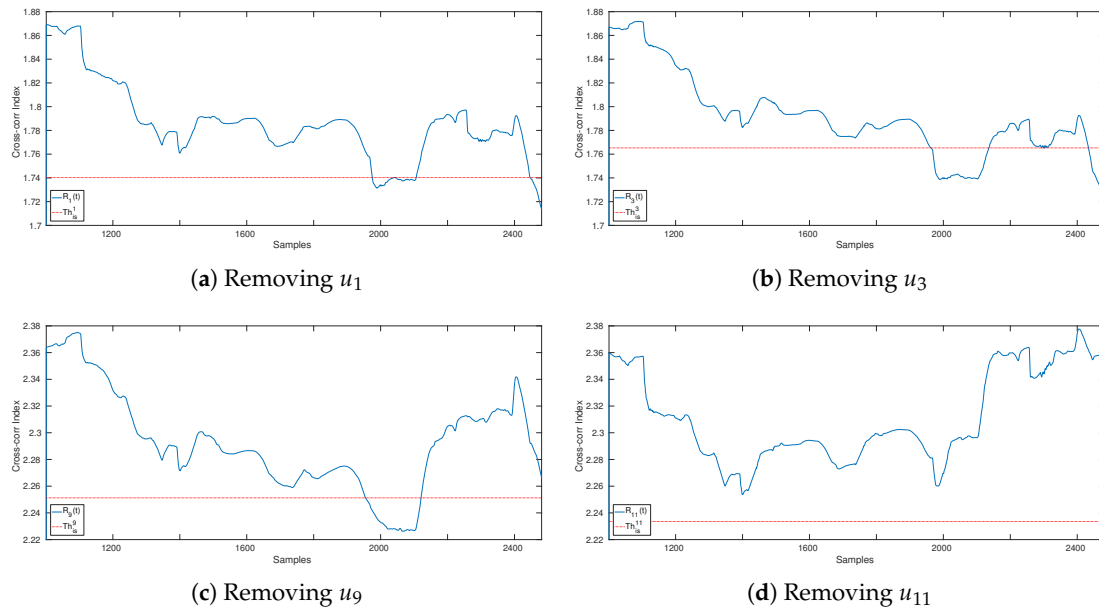 1.88
1.86
1.84
1.82
1.8
1.78
1.76
1.74
1.72
1.7
Cross-corr Index
R1(t)
Th1is
1200 1600 2000 2400
Samples
(a) Removing u1
1.88
1.86
1.84
1.82
1.8
1.78
1.76
1.74
1.72
1.7
Cross-corr Index
R3(t)
Th3is
1200 1600 2000 2400
Samples
(b) Removing u3
2.38
2.36
2.34
2.32
2.3
2.28
2.26
2.24
2.22
Cross-corr Index
R9(t)
Th9is
1200 1600 2000 2400
Samples
(c) Removing u9
2.38
2.36
2.34
2.32
2.3
2.28
2.26
2.24
2.22
Cross-corr Index
R11(t)
Th11is
1200 1600 2000 2400
Samples
(d) Removing u11